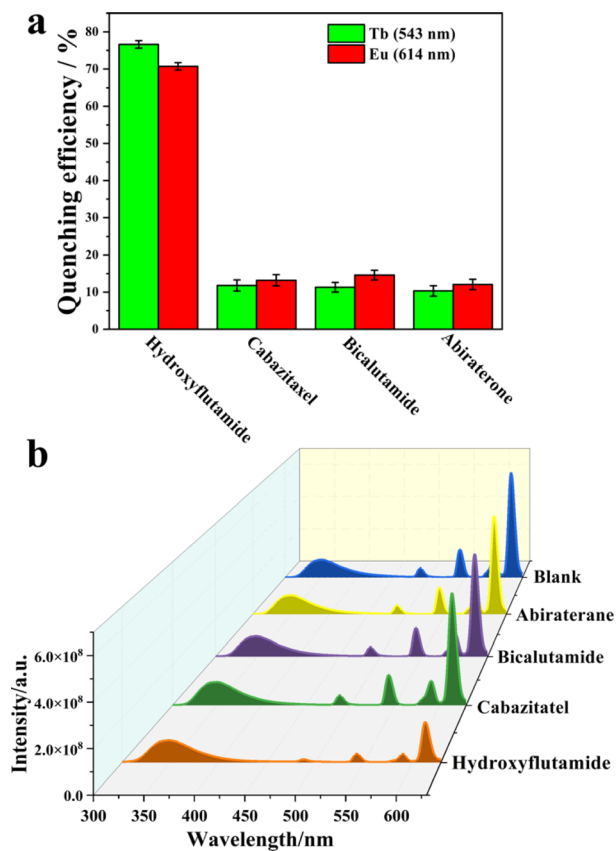 a
Quenching efficiency / %
80
70
60
50
40
30
20
10
0
Tb (543 nm)
Eu (614 nm)
Hydroxyflutamide
Cabazitaxel
Bicalutamide
Abiraterone
b
Intensity/a.u.
6.0×10⁸
4.0×10⁸
2.0×10⁸
0.0
300 350 400 450 500 550 600
Wavelength/nm
Blank
Abiraterane
Bicalutamide
Cabazitatel
Hydroxyflutamide